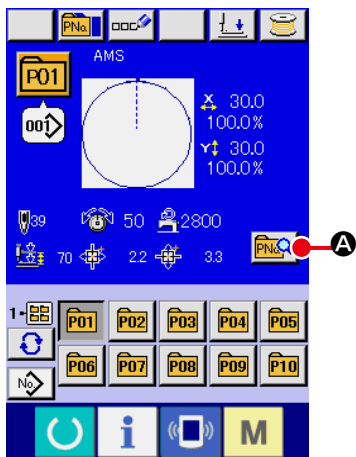 PNo.
AMS
P01
001
X 30.0
100.0%
Y 30.0
100.0%
39 50 2800
70 2.2 3.3
PNo.
A
1-
P01 P02 P03 P04 P05
P06 P07 P08 P09 P10
No.
i M